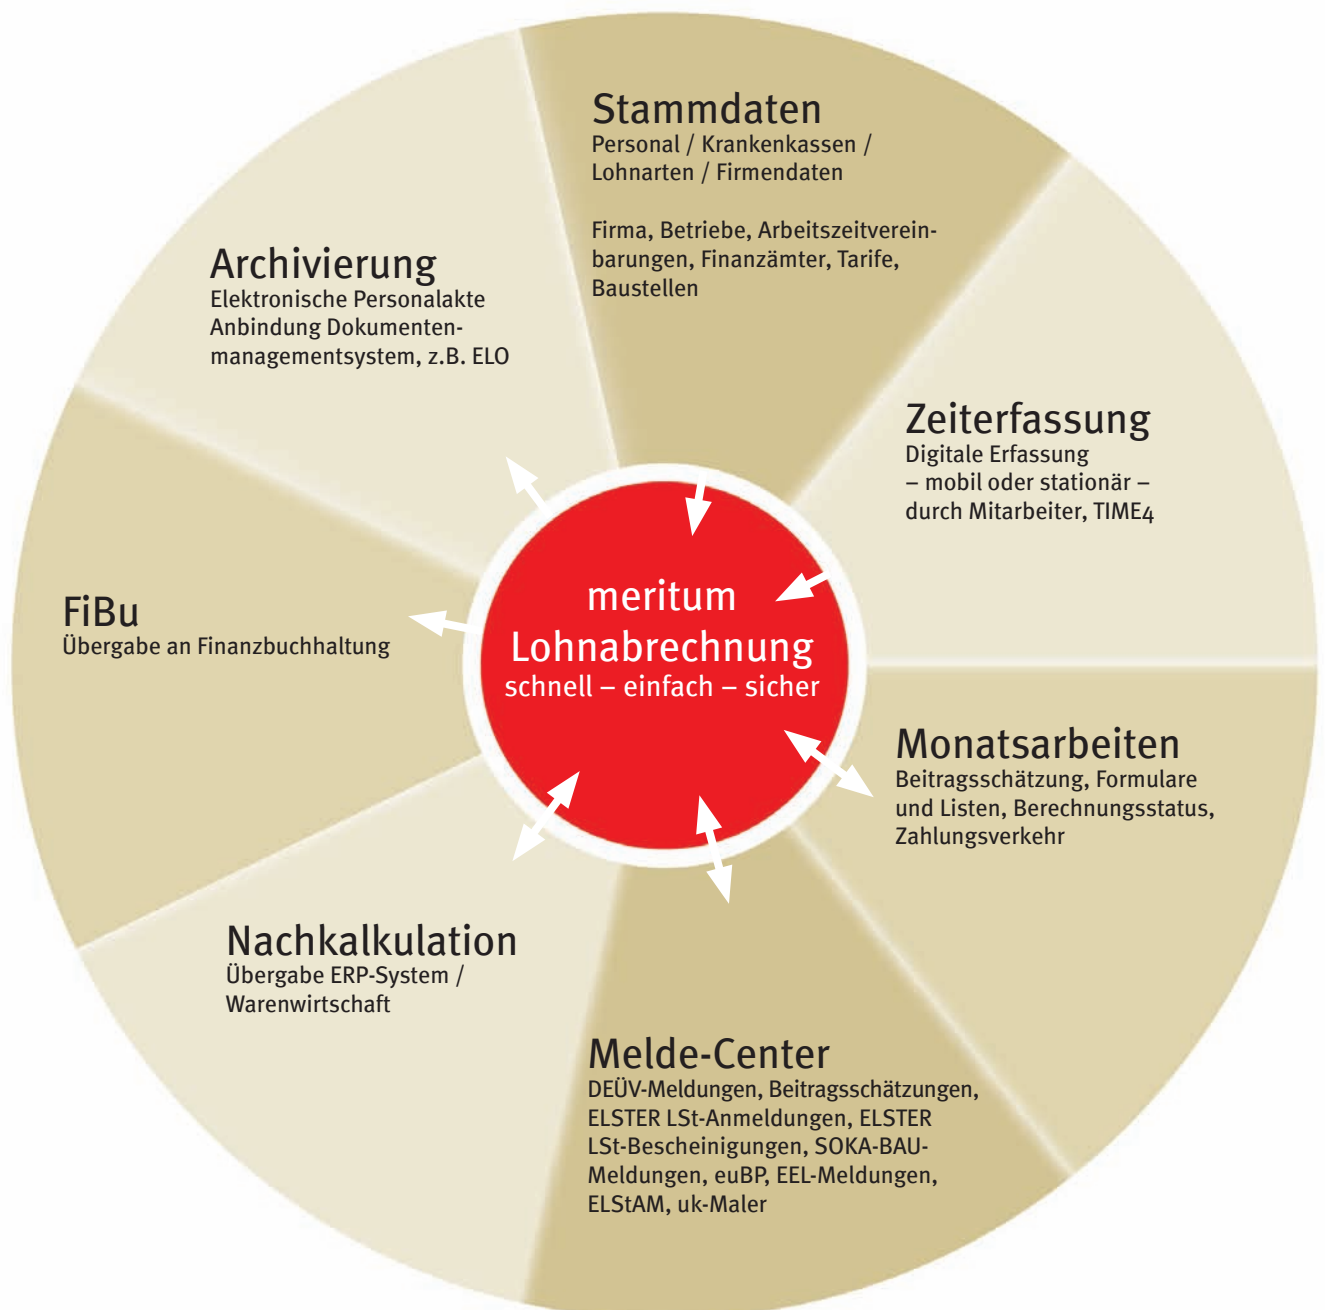 Stammdaten
Personal / Krankenkassen /
Lohnarten / Firmendaten
Firma, Betriebe, Arbeitszeitverein-
barungen, Finanzämter, Tarife,
Baustellen
Zeiterfassung
Digitale Erfassung
– mobil oder stationär –
durch Mitarbeiter, TIME4
Monatsarbeiten
Beitragsschätzung, Formulare
und Listen, Berechnungsstatus,
Zahlungsverkehr
Melde-Center
DEÜV-Meldungen, Beitragsschätzungen,
ELSTER LSt-Anmeldungen, ELSTER
LSt-Bescheinigungen, SOKA-BAU-
Meldungen, euBP, EEL-Meldungen,
ELStAM, uk-Maler
Nachkalkulation
Übergabe ERP-System /
Warenwirtschaft
FiBu
Übergabe an Finanzbuchhaltung
Archivierung
Elektronische Personalakte
Anbindung Dokumenten-
managementsystem, z.B. ELO
meritum
Lohnabrechnung
schnell – einfach – sicher